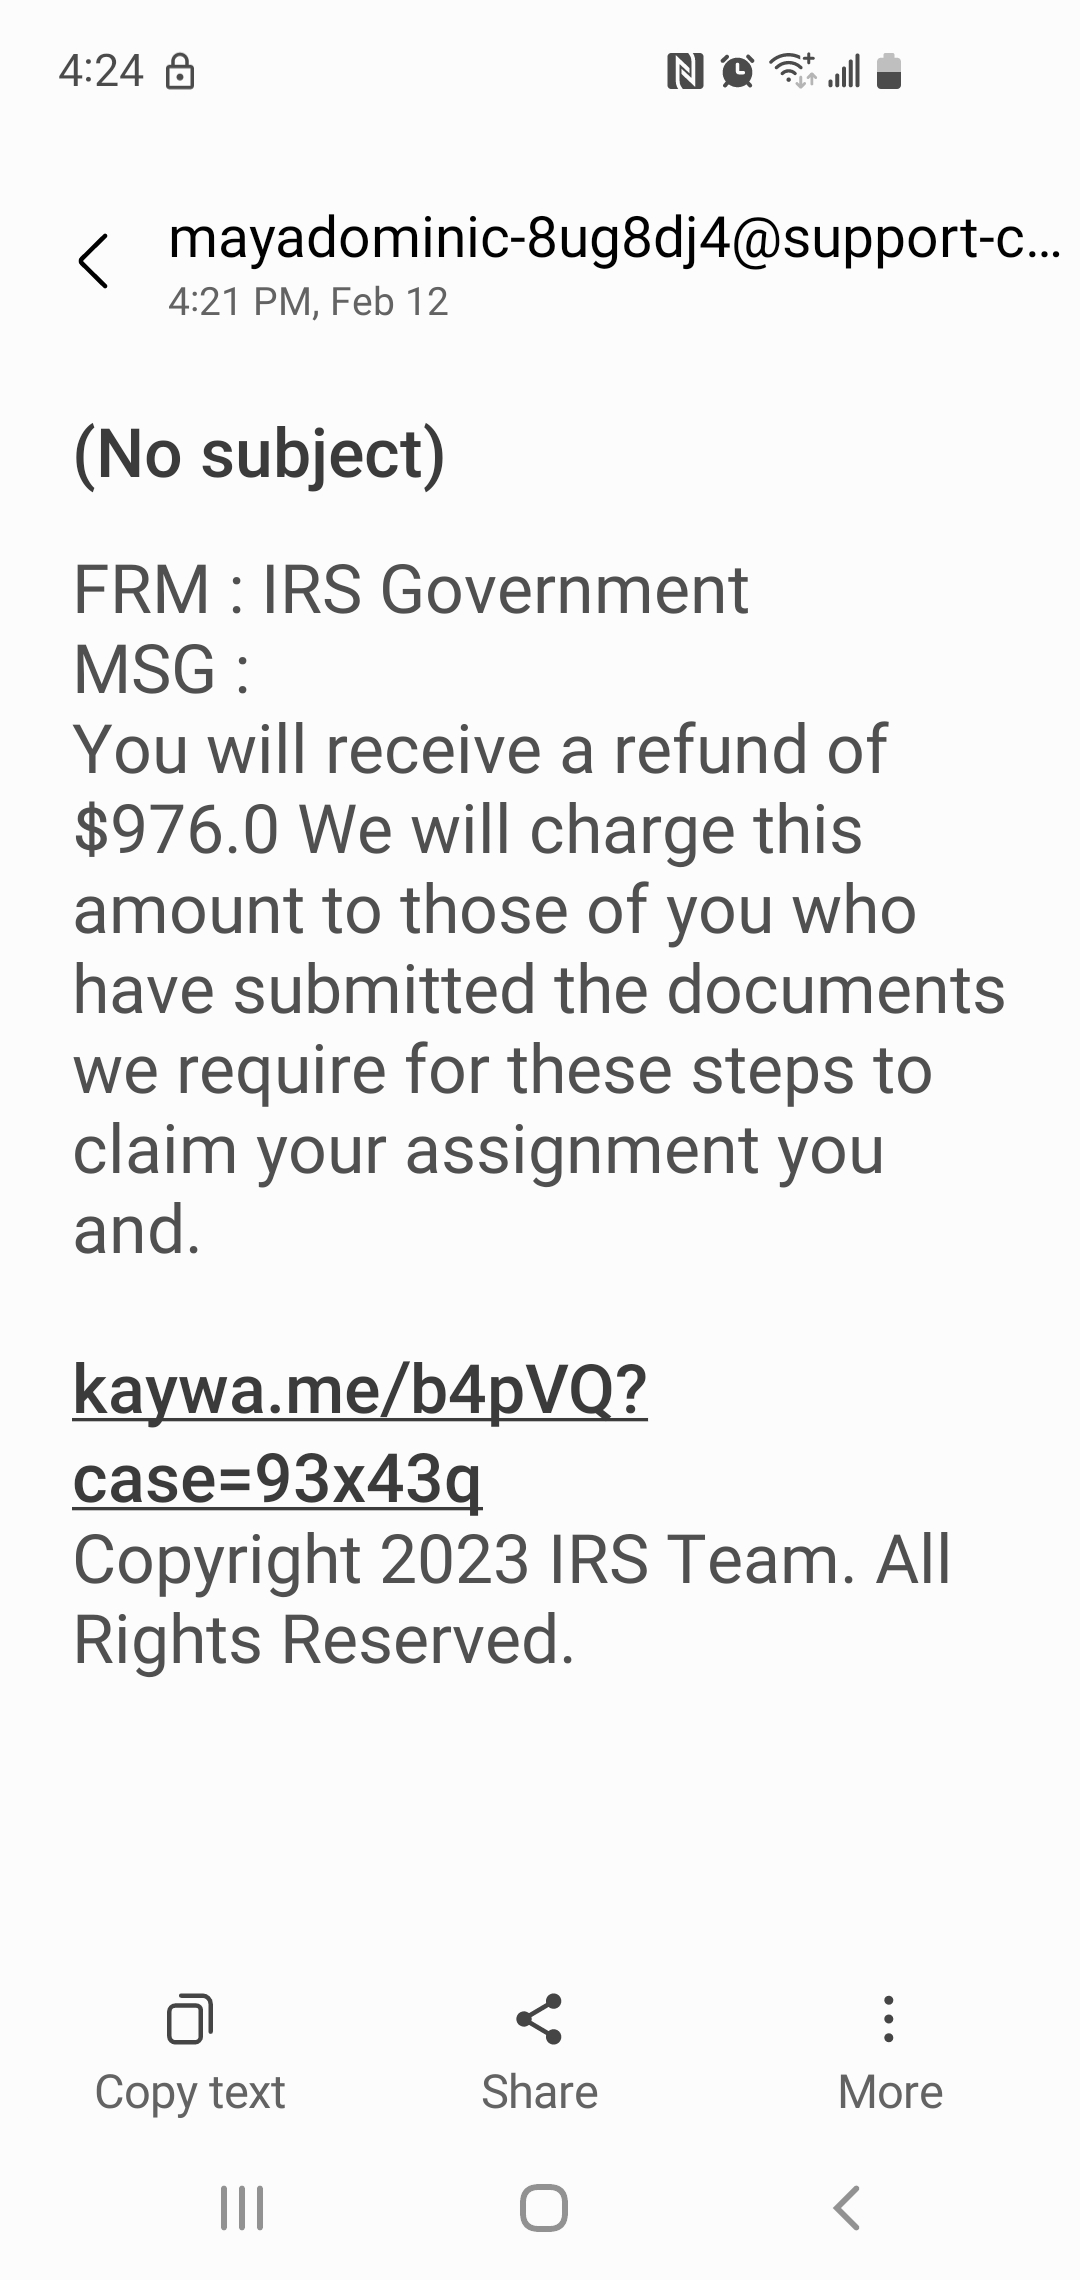 4:24
mayadominic-8ug8dj4@support-c...
4:21 PM, Feb 12
(No subject)
FRM : IRS Government
MSG :
You will receive a refund of
$976.0 We will charge this
amount to those of you who
have submitted the documents
we require for these steps to
claim your assignment you
and.
kaywa.me/b4pVQ?
case=93x43q
Copyright 2023 IRS Team. All
Rights Reserved.
Copy text
Share
More